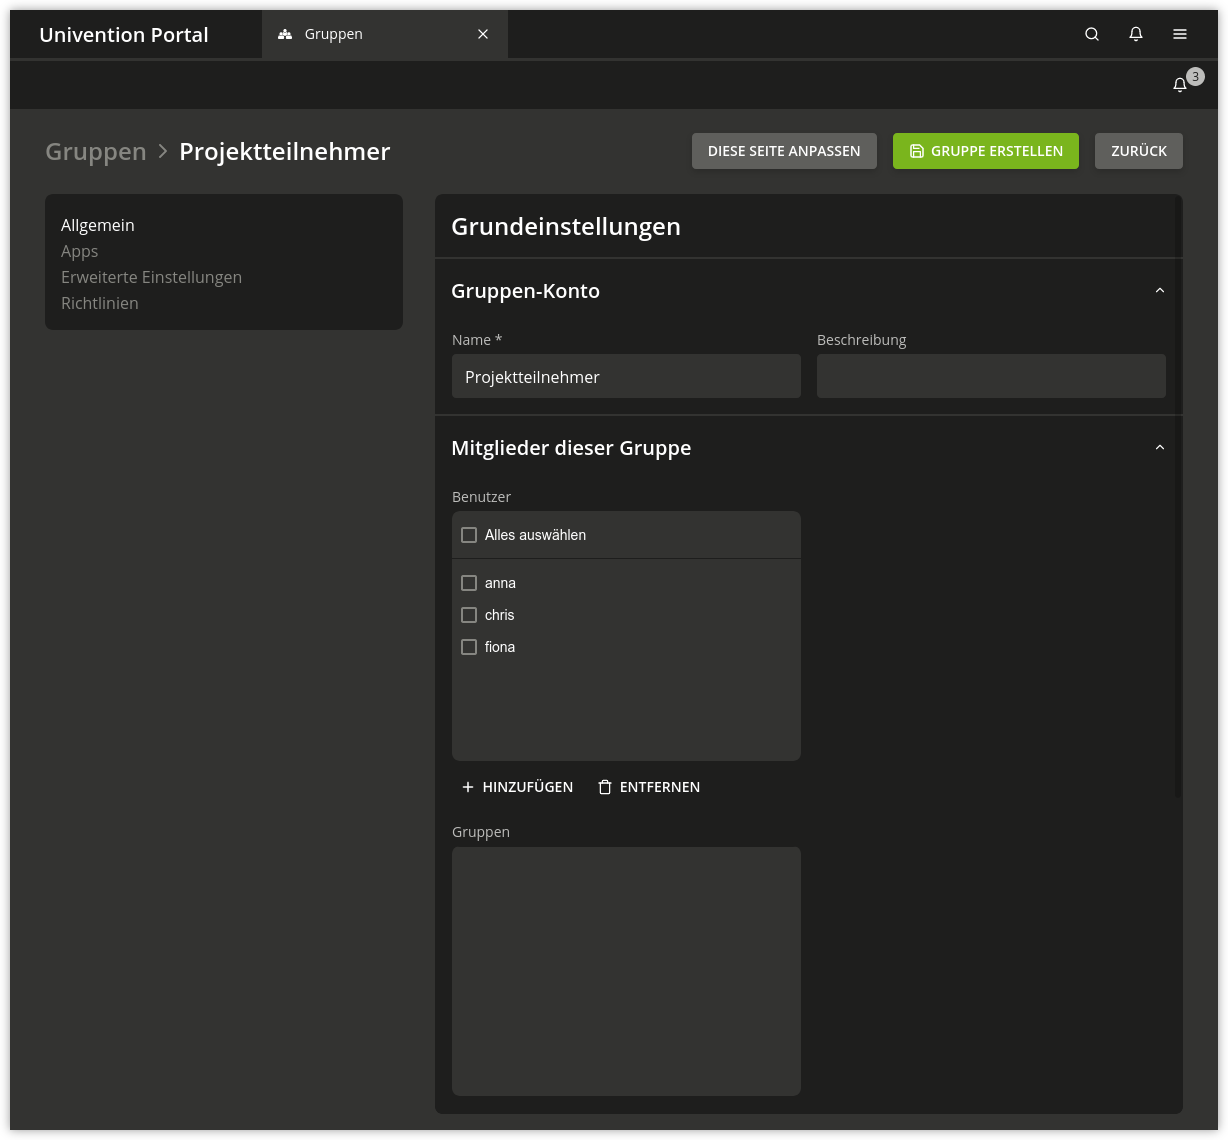 Univention Portal
Gruppen
3
Gruppen > Projektteilnehmer
DIESE SEITE ANPASSEN
GRUPPE ERSTELLEN
ZURÜCK
Allgemein
Apps
Erweiterte Einstellungen
Richtlinien
Grundeinstellungen
Gruppen-Konto
Name *
Beschreibung
Projektteilnehmer
Mitglieder dieser Gruppe
Benutzer
Alles auswählen
anna
chris
fiona
HINZUFÜGEN
ENTFERNEN
Gruppen